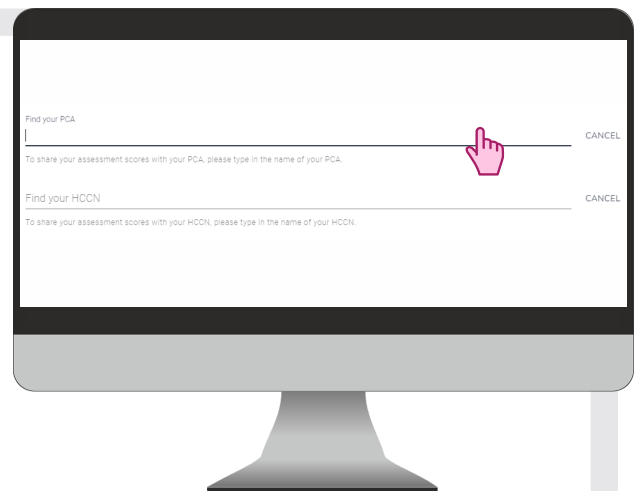 Find your PCA
CANCEL
To share your assessment scores with your PCA, please type in the name of your PCA.
Find your HCCN
CANCEL
To share your assessment scores with your HCCN, please type in the name of your HCCN.